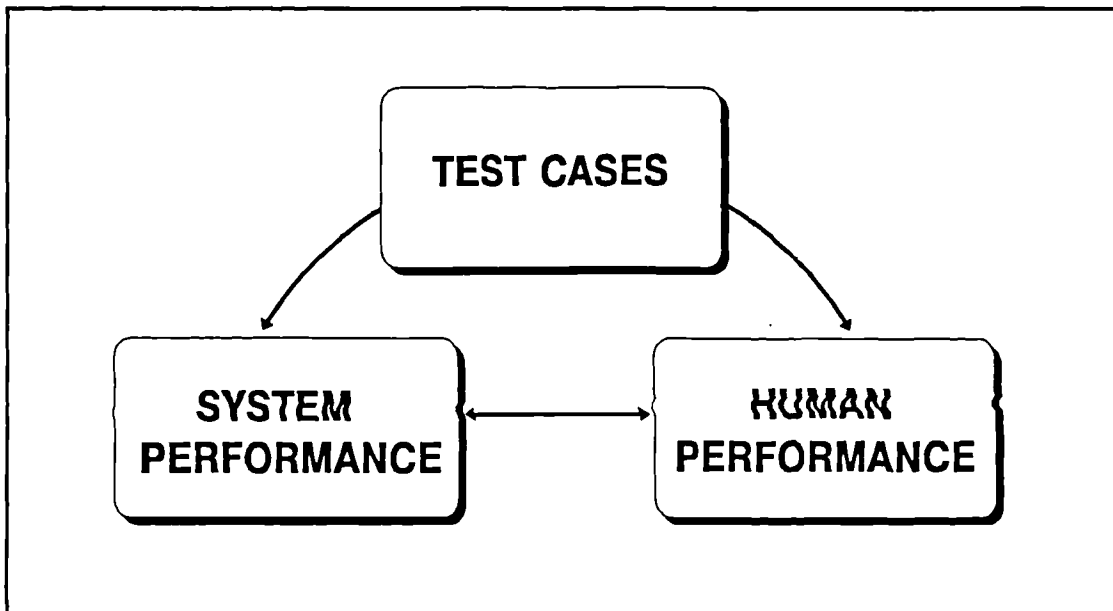 TEST CASES
SYSTEM
PERFORMANCE
HUMAN
PERFORMANCE